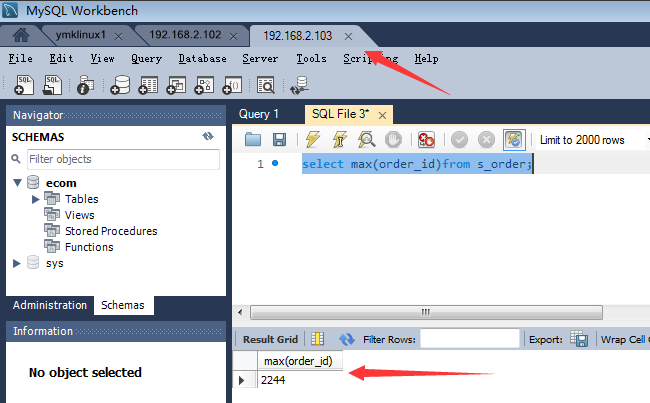 MySQL Workbench
ymklinux1 192.168.2.102 192.168.2.103
File Edit View Query Database Server Tools Scripting Help
Navigator
SCHEMAS
Filter objects
ecom
Tables
Views
Stored Procedures
Functions
sys
Administration Schemas
Information
No object selected
Query 1 SQL File 3*
Limit to 2000 rows
1 select max(order_id)from s_order;
Result Grid Filter Rows: Export: Wrap Cell C
max(order_id)
2244